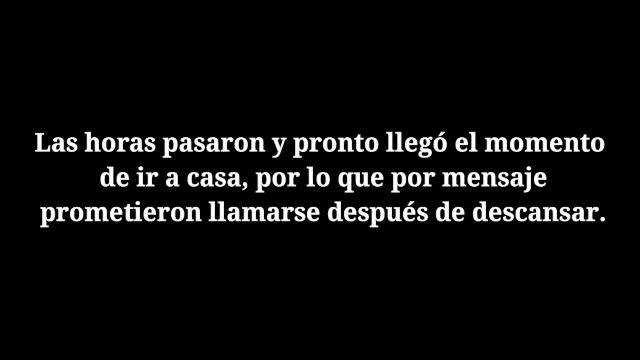 Las horas pasaron y pronto llegó el momento
de ir a casa, por lo que por mensaje
prometieron llamarse después de descansar.